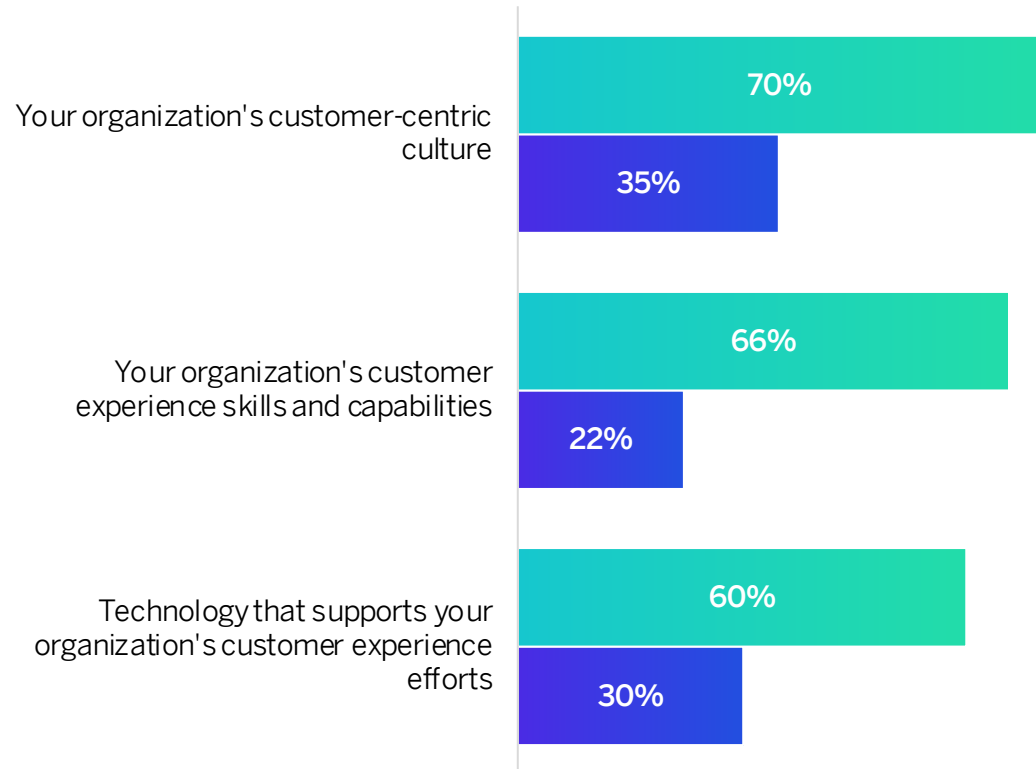 70%
Your organization's customer-centric
culture
35%
66%
Your organization's customer
experience skills and capabilities
22%
60%
Technology that supports your
organization's customer experience
efforts
30%